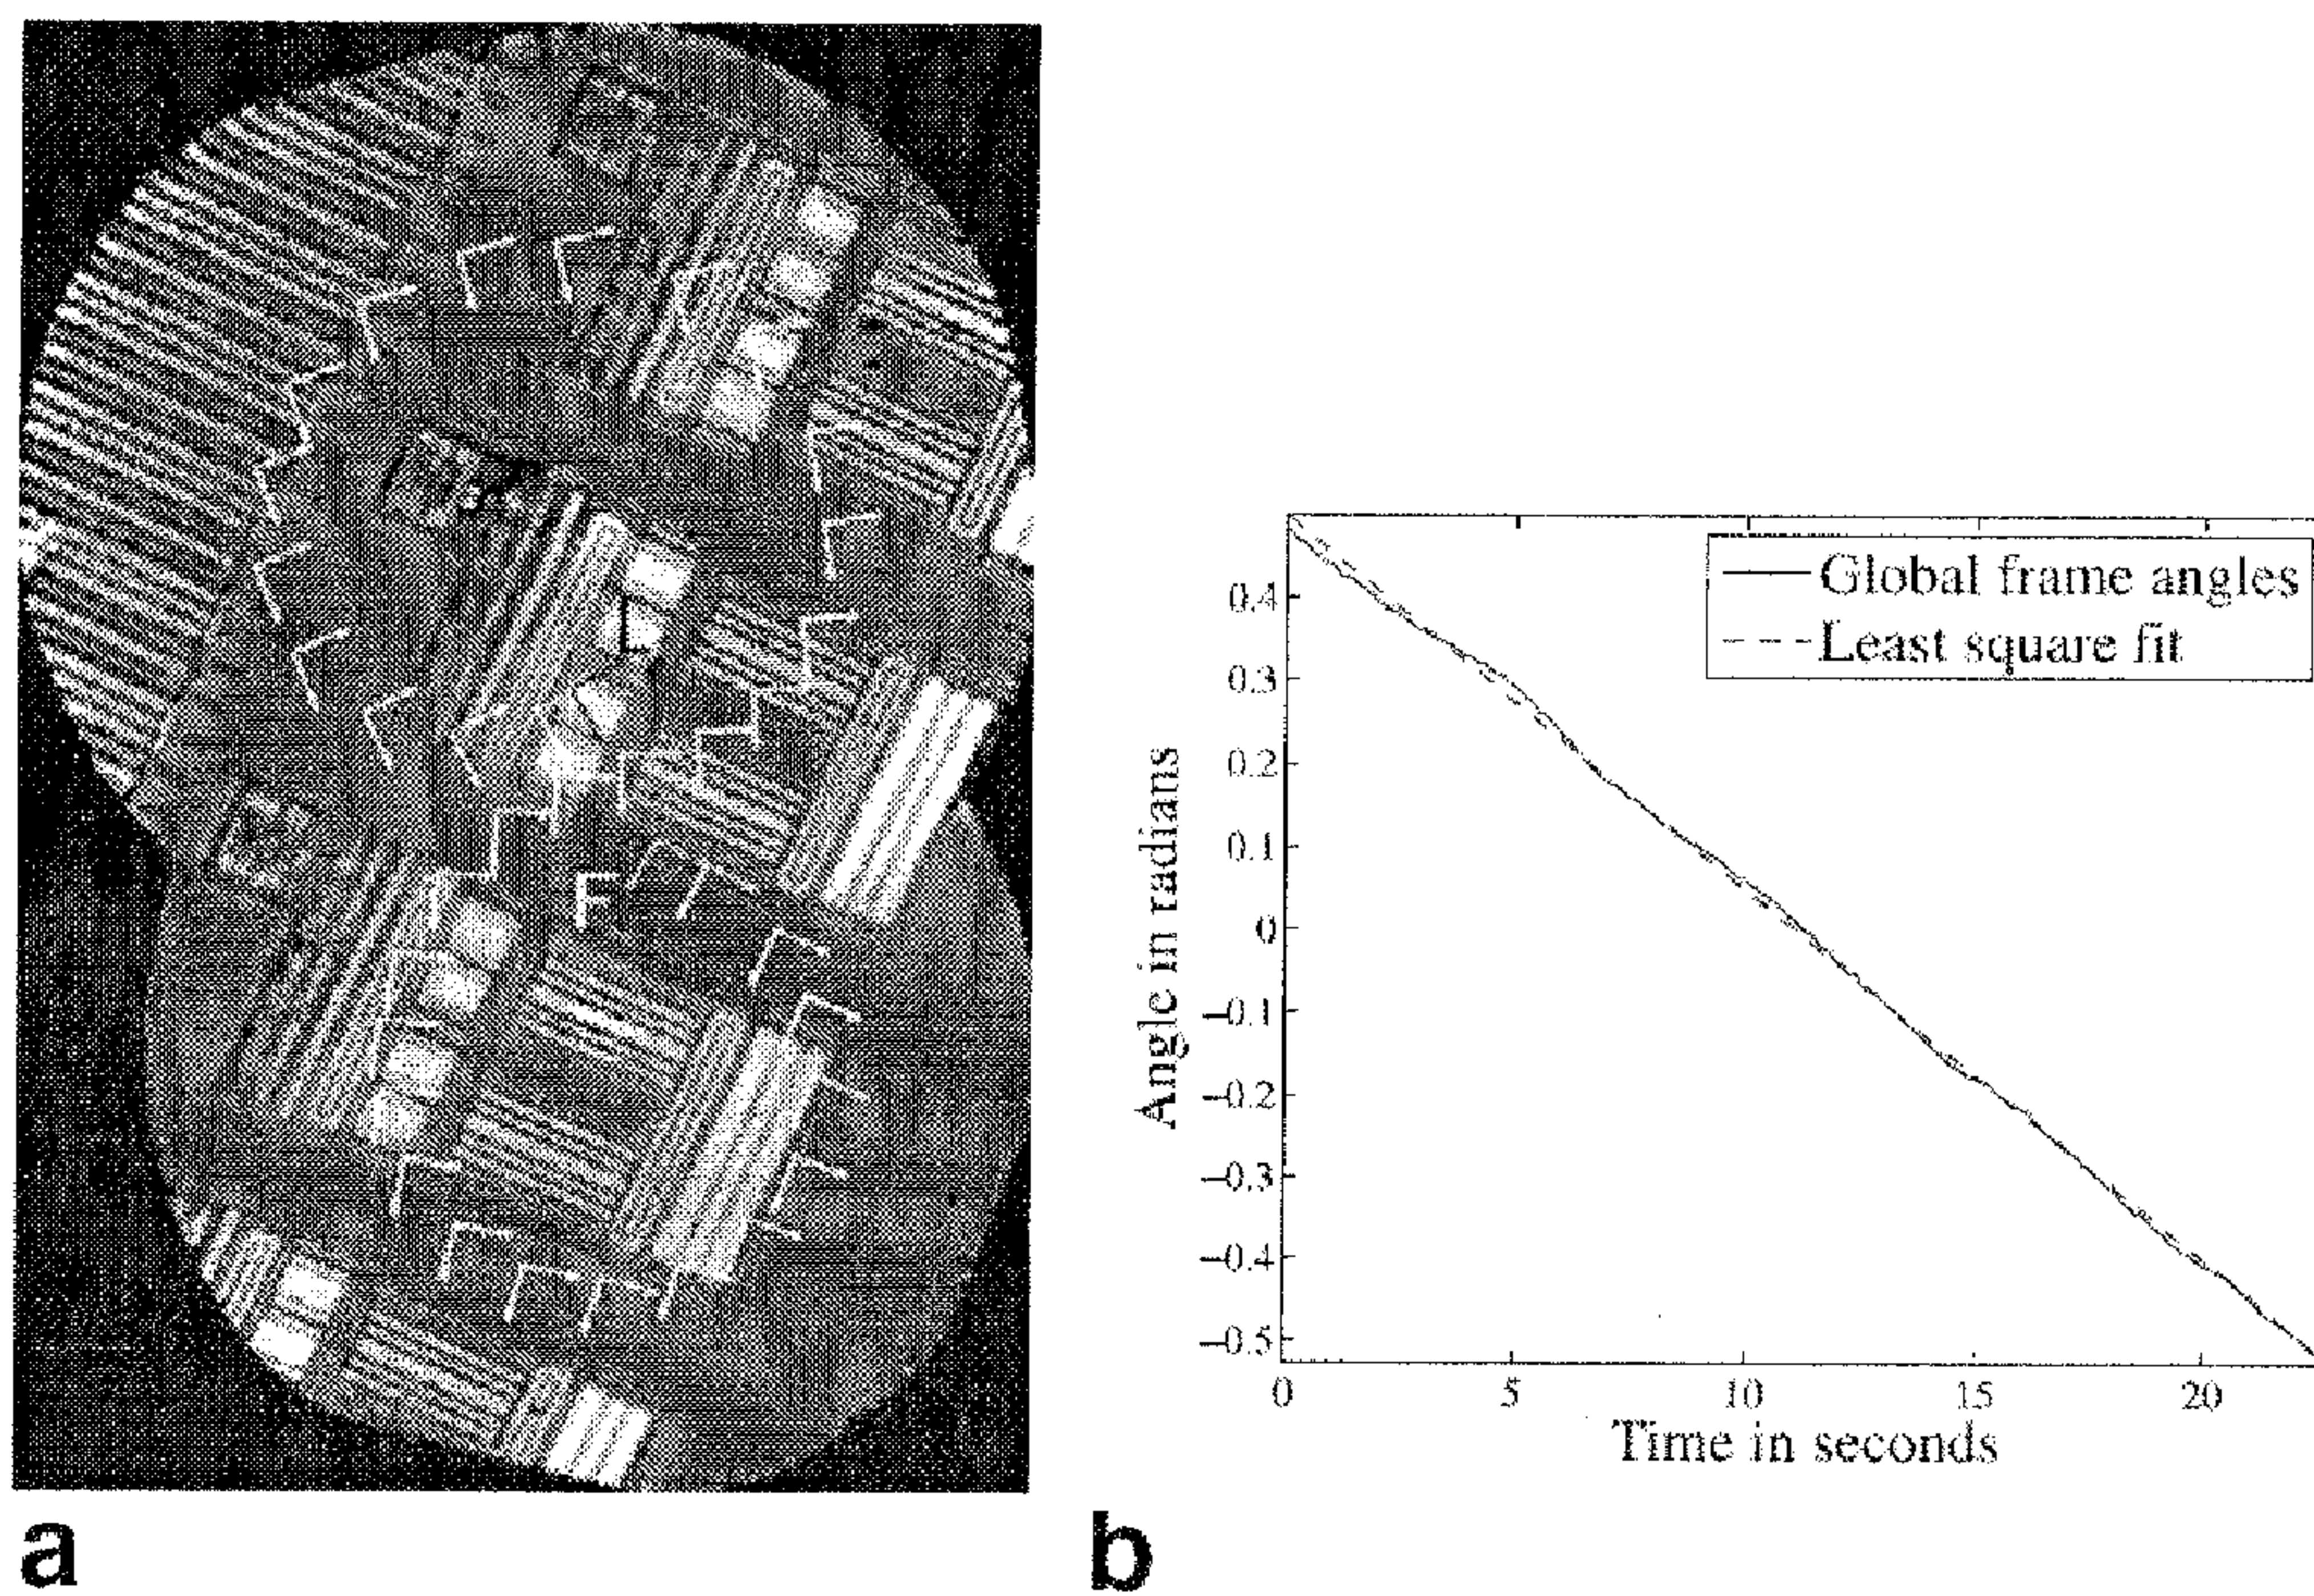 L
F
Global frame angles
Least square fit
0.4
0.3
0.2
0.1
0
-0.1
-0.2
-0.3
-0.4
-0.5
Angle in radians
0
5
10
15
20
Time in seconds
a
b